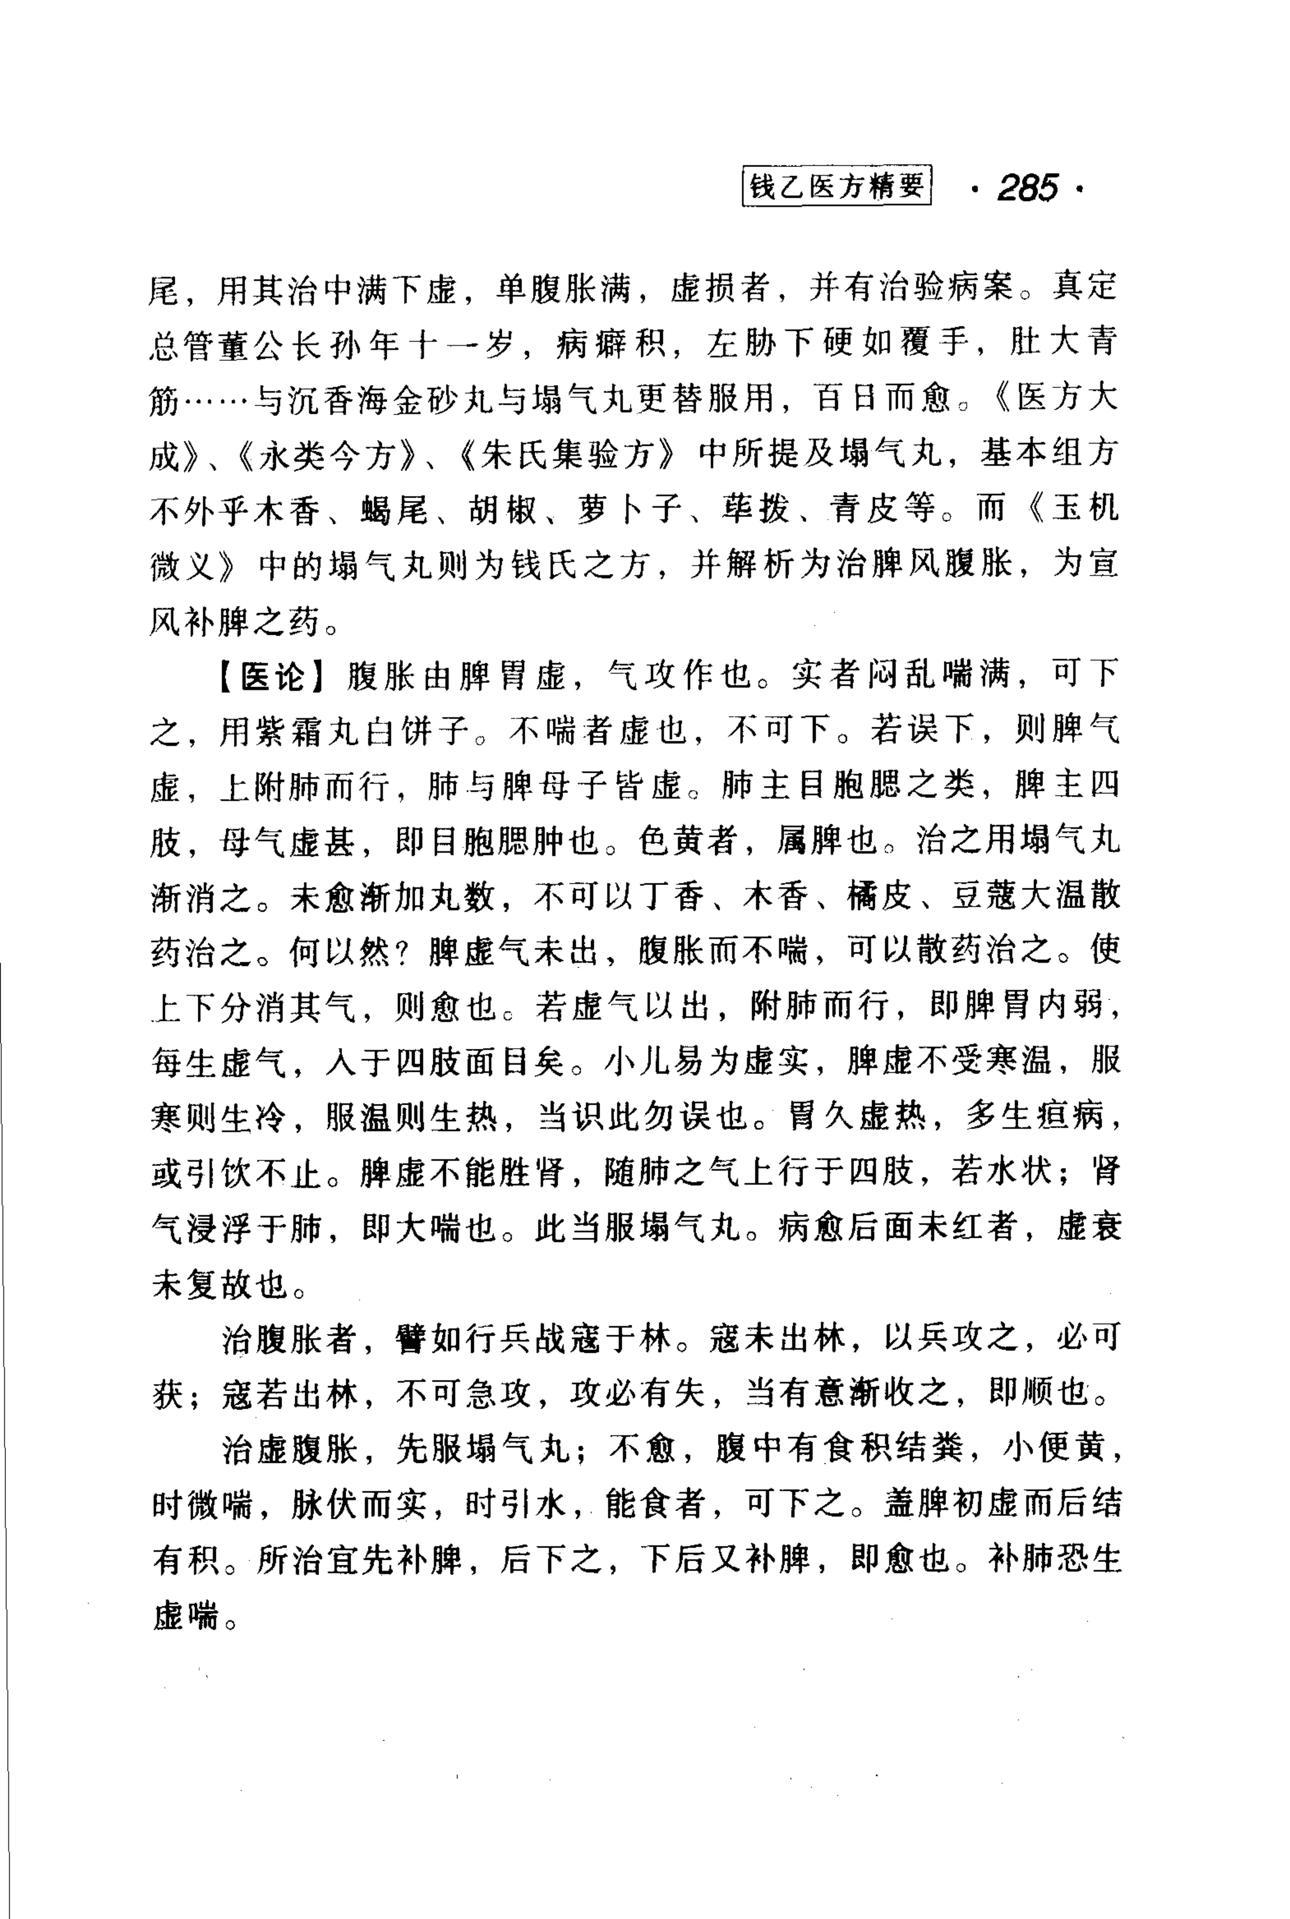 钱乙医方精要 · 285 ·
尾，用其治中满下虚，单腹胀满，虚损者，并有治验病案。真定
总管董公长孙年十一岁，病癖积，左胁下硬如覆手，肚大青
筋……与沉香海金砂丸与塌气丸更替服用，百日而愈。《医方大
成》、《永类今方》、《朱氏集验方》中所提及塌气丸，基本组方
不外乎木香、蝎尾、胡椒、萝卜子、荜拨、青皮等。而《玉机
微义》中的塌气丸则为钱氏之方，并解析为治脾风腹胀，为宣
风补脾之药。
【医论】腹胀由脾胃虚，气攻作也。实者闷乱喘满，可下
之，用紫霜丸白饼子。不喘者虚也，不可下。若误下，则脾气
虚，上附肺而行，肺与脾母子皆虚。肺主目胞腮之类，脾主四
肢，母气虚甚，即目胞腮肿也。色黄者，属脾也。治之用塌气丸
渐消之。未愈渐加丸数，不可以丁香、木香、橘皮、豆蔻大温散
药治之。何以然？脾虚气未出，腹胀而不喘，可以散药治之。使
上下分消其气，则愈也。若虚气以出，附肺而行，即脾胃内弱，
每生虚气，入于四肢面目矣。小儿易为虚实，脾虚不受寒温，服
寒则生冷，服温则生热，当识此勿误也。胃久虚热，多生疸病，
或引饮不止。脾虚不能胜肾，随肺之气上行于四肢，若水状；肾
气浸浮于肺，即大喘也。此当服塌气丸。病愈后面未红者，虚衰
未复故也。
治腹胀者，譬如行兵战寇于林。寇未出林，以兵攻之，必可
获；寇若出林，不可急攻，攻必有失，当有意渐收之，即顺也。
治虚腹胀，先服塌气丸；不愈，腹中有食积结粪，小便黄，
时微喘，脉伏而实，时引水，能食者，可下之。盖脾初虚而后结
有积。所治宜先补脾，后下之，下后又补脾，即愈也。补肺恐生
虚喘。